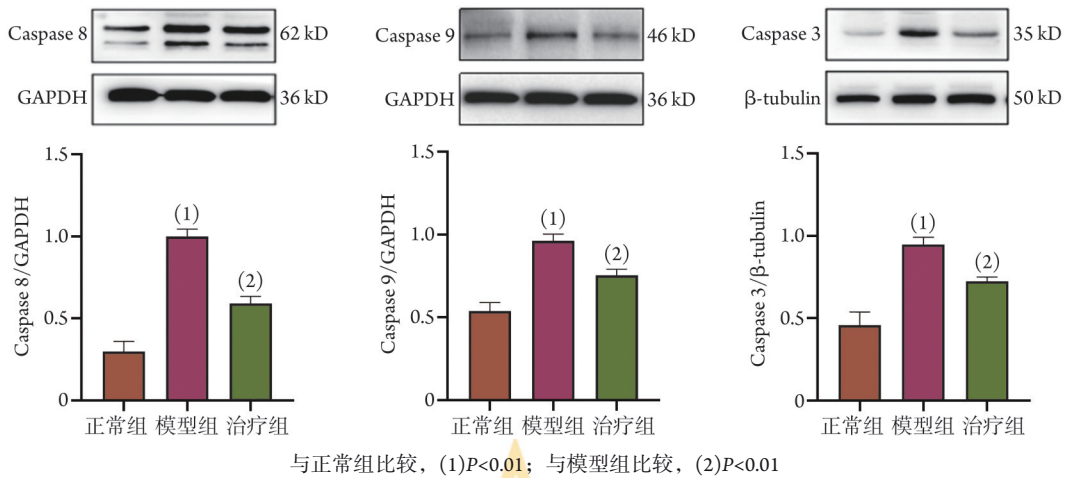 Caspase 8 62 kD
GAPDH 36 kD
Caspase 8/GAPDH
1.5
1.0
0.5
0
(1)
(2)
正常组 模型组 治疗组
Caspase 9 46 kD
GAPDH 36 kD
Caspase 9/GAPDH
1.5
1.0
0.5
0
(1)
(2)
正常组 模型组 治疗组
Caspase 3 35 kD
β-tubulin 50 kD
Caspase 3/β-tubulin
1.5
1.0
0.5
0
(1)
(2)
正常组 模型组 治疗组
与正常组比较，(1)P<0.01；与模型组比较，(2)P<0.01